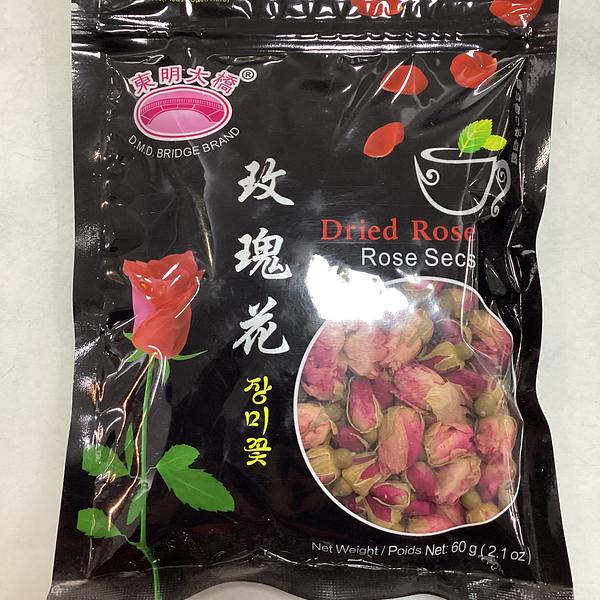 東明大橋®
D.M.D BRIDGE BRAND
玫瑰花
장미꽃
Dried Rose
Rose Secs
Net Weight / Poids Net: 60 g ( 2.1 oz )